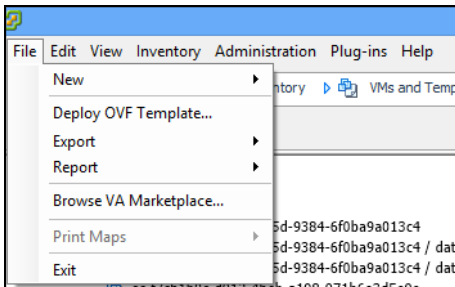 File Edit View Inventory Administration Plug-ins Help
New
ntory VMs and Temp
Deploy OVF Template...
Export
Report
Browse VA Marketplace...
5d-9384-6f0ba9a013c4
Print Maps
5d-9384-6f0ba9a013c4 / dat
Exit
5d-9384-6f0ba9a013c4 / dat